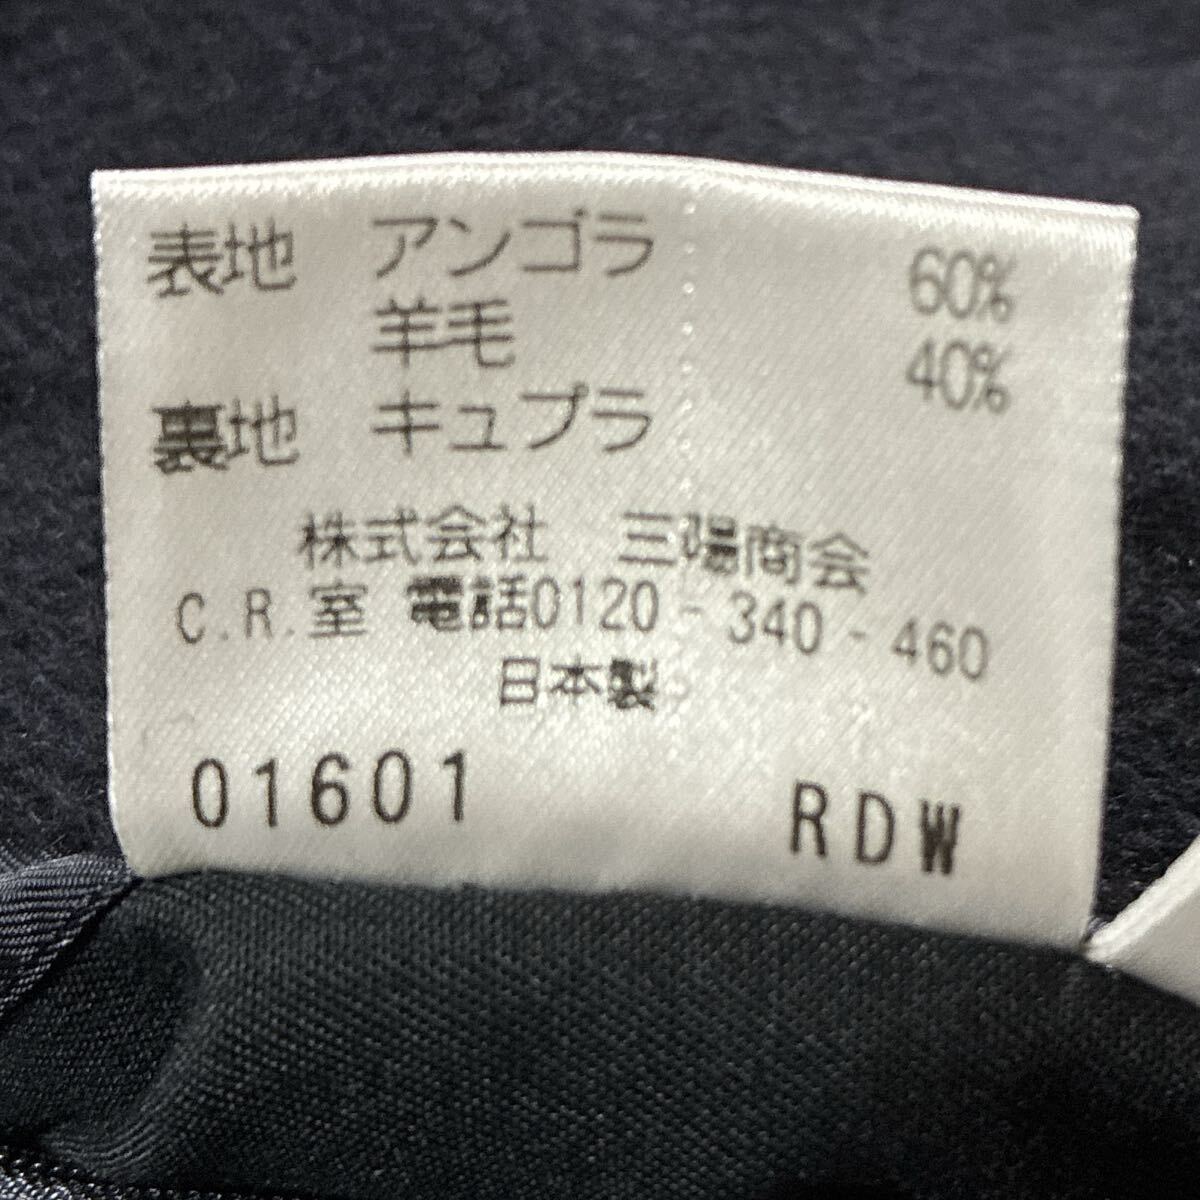 表地 アンゴラ 60%
羊毛 40%
裏地 キュプラ
株式会社 三陽商会
C.R.室 電話0120-340-460
日本製
01601 RDW